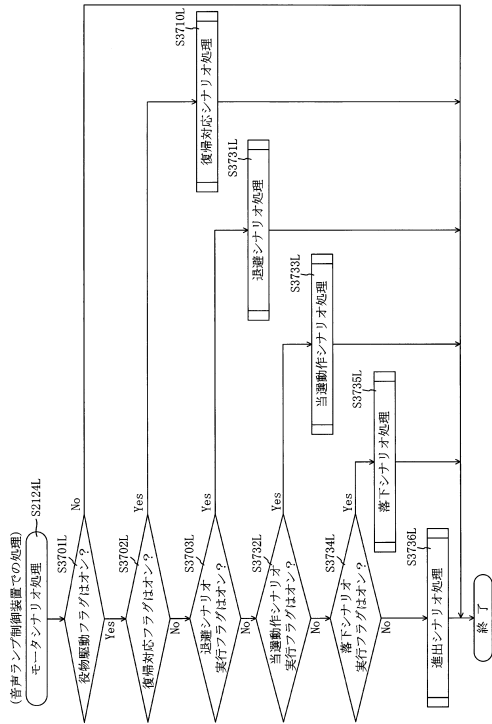 (音声ランプ制御装置での処理)
モータシナリオ処理
S2124L
S3701L
役物駆動フラグはオン？
No
Yes
S3702L
復帰対応フラグはオン？
Yes
No
S3710L
復帰対応シナリオ処理
S3703L
退避シナリオ
実行フラグはオン？
Yes
No
S3731L
退避シナリオ処理
S3732L
当選動作シナリオ
実行フラグはオン？
Yes
No
S3733L
当選動作シナリオ処理
S3734L
落下シナリオ
実行フラグはオン？
Yes
No
S3735L
落下シナリオ処理
S3736L
進出シナリオ処理
終了